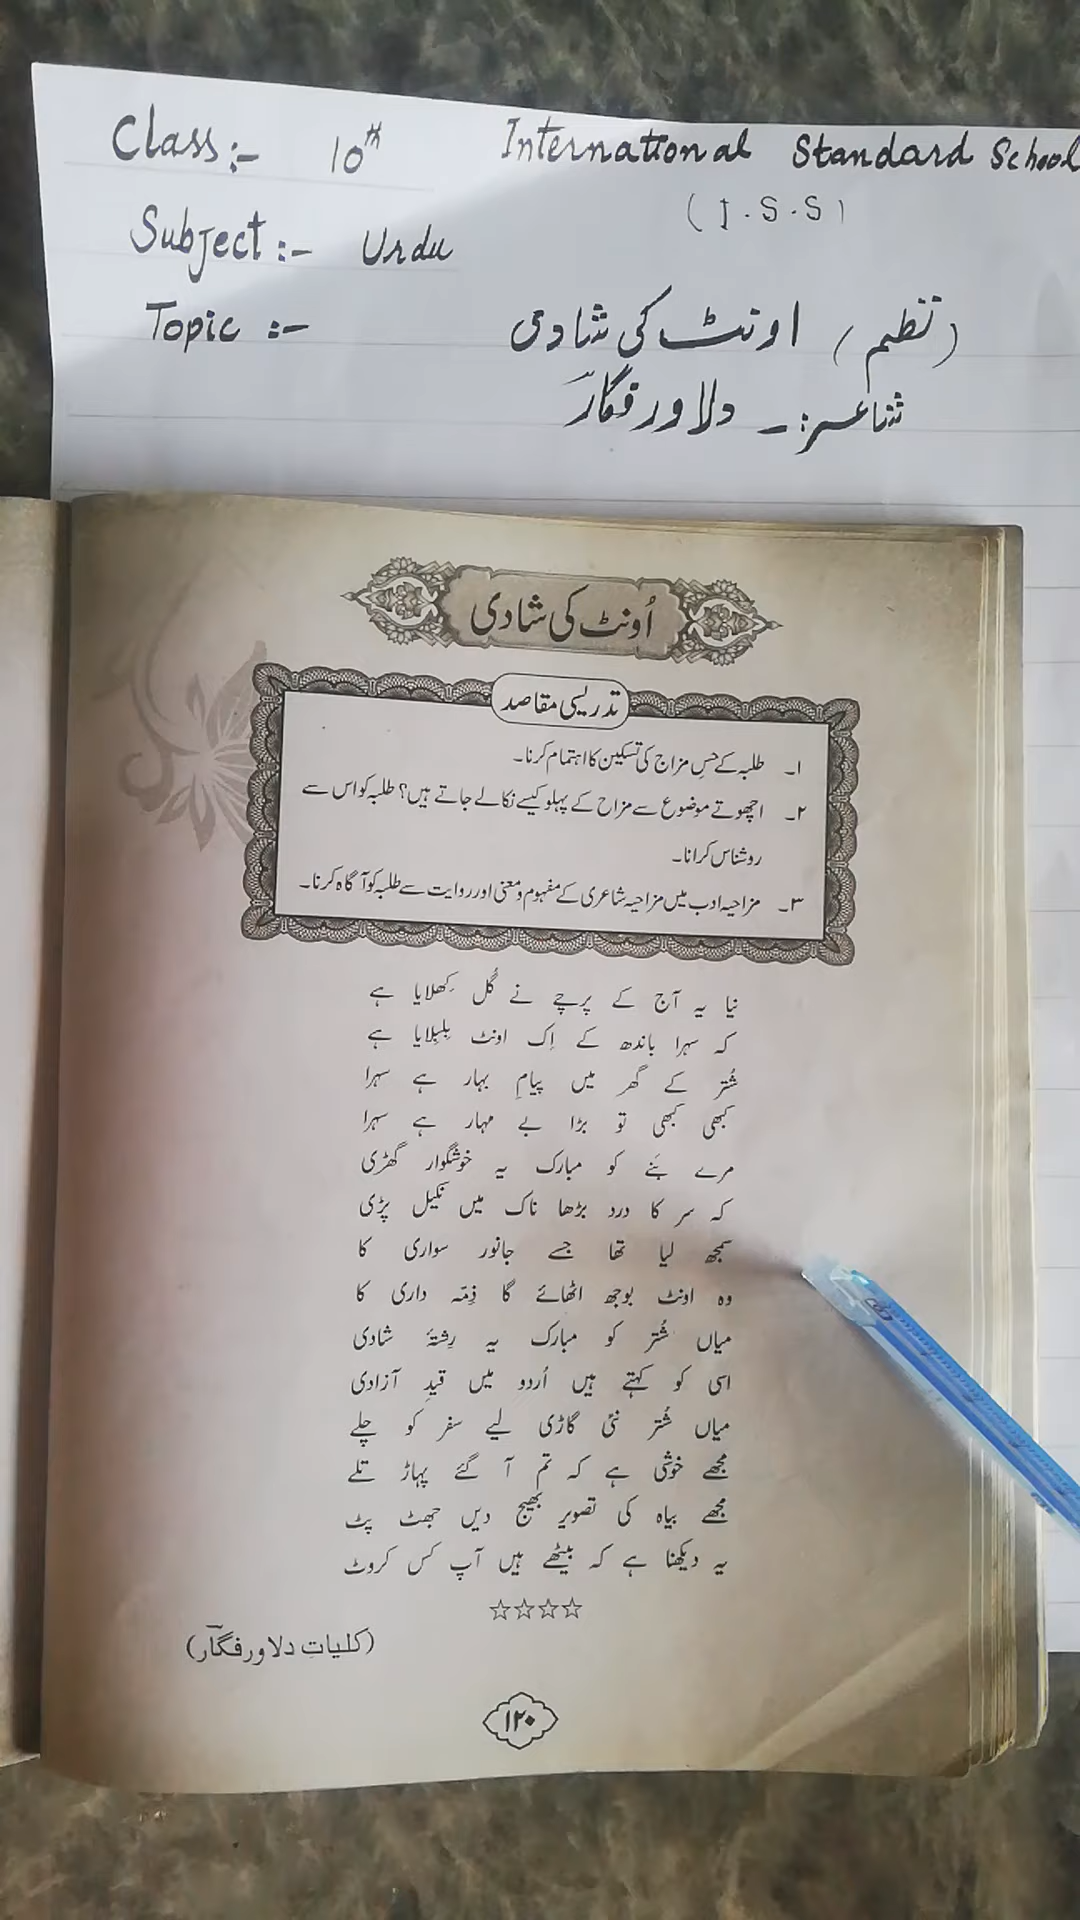 Class:- 10th International Standard School
(I.S.S)
Subject:- Urdu
Topic:- (نظم) اونٹ کی شادی
شاعر:۔ دلاور فگارؔ
اُونٹ کی شادی
تدریسی مقاصد
۱۔ طلبہ کے حسِ مزاح کی تسکین کا اہتمام کرنا۔
۲۔ اچھوتے موضوع سے مزاح کے پہلو کیسے نکالے جاتے ہیں؟ طلبہ کو اس سے
روشناس کرانا۔
۳۔ مزاحیہ ادب میں مزاحیہ شاعری کے مفہوم و معنی اور روایت سے طلبہ کو آگاہ کرنا۔
نیا یہ آج کے پرچے نے گُل کِھلایا ہے
کہ سہرا باندھ کے اِک اونٹ بِلبِلایا ہے
شُتر کے گھر میں پیامِ بہار ہے سہرا
کبھی کبھی تو بڑا بے مہار ہے سہرا
مرے بَنے کو مبارک یہ خوشگوار گھڑی
کہ سر کا درد بڑھا ناک میں نکیل پڑی
سمجھ لیا تھا جسے جانور سواری کا
وہ اونٹ بوجھ اٹھائے گا ذِمّہ داری کا
میاں شُتر کو مبارک یہ رِشتۂ شادی
اسی کو کہتے ہیں اُردو میں قیدِ آزادی
میاں شُتر نئی گاڑی لیے سفر کو چلے
مجھے خوشی ہے کہ تم آ گئے پہاڑ تلے
مجھے بیاہ کی تصویر بھیج دیں جھٹ پٹ
یہ دیکھنا ہے کہ بیٹھے ہیں آپ کس کروٹ
☆☆☆☆
(کلیاتِ دلاور فگارؔ)
۱۲۰